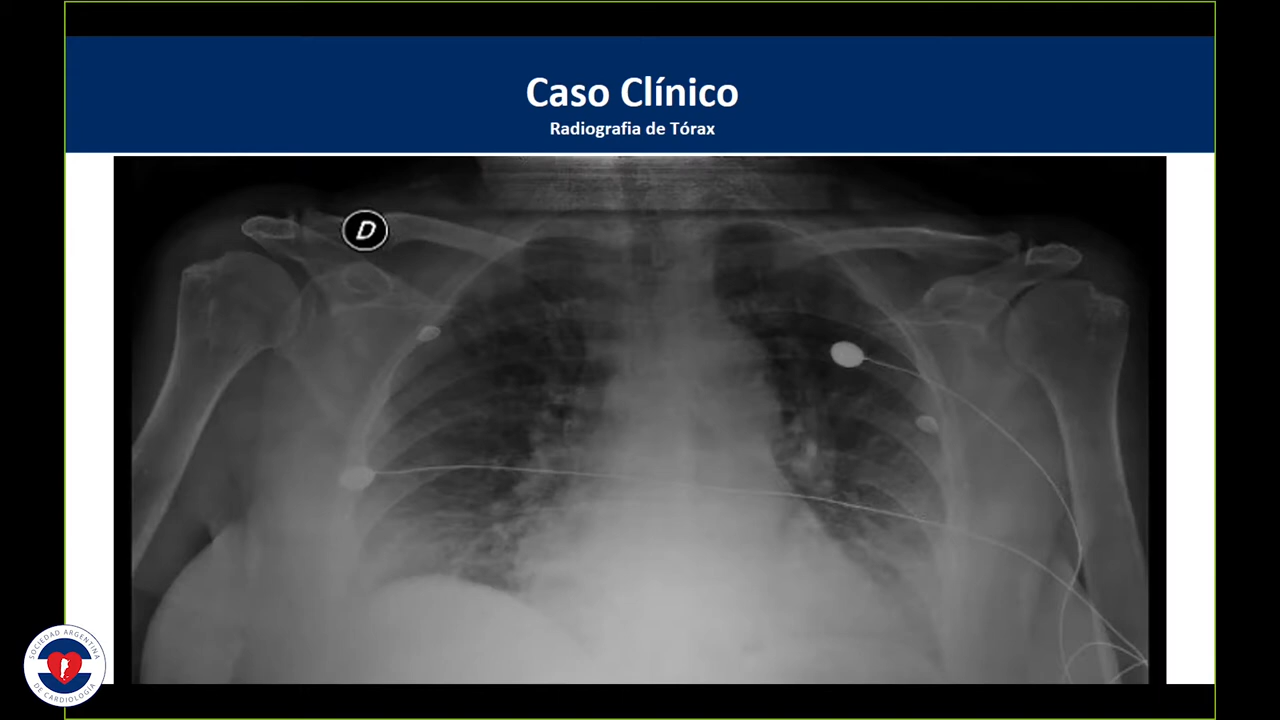 Caso Clínico
Radiografia de Tórax
D
SOCIEDAD ARGENTINA
DE CARDIOLOGÍA